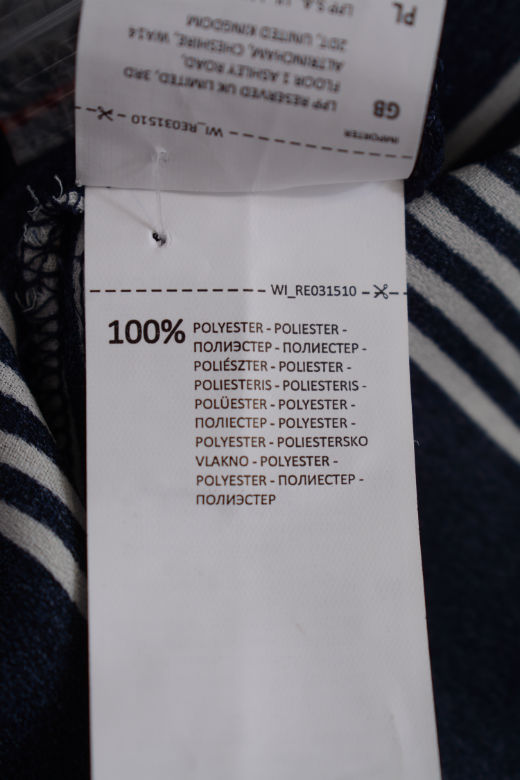 PL
LPP S.A.
2DT, UNITED KINGDOM
ALTRINCHAM, CHESHIRE, WA14
FLOOR 1 ASHLEY ROAD,
LPP RESERVED UK LIMITED, 3RD
GB
IMPORTER
WI_RE031510
WI_RE031510
100% POLYESTER - POLIESTER -
ПОЛИЭСТЕР - ПОЛИЕСТЕР -
POLIÉSZTER - POLIESTER -
POLIESTERIS - POLIESTERIS -
POLÜESTER - POLYESTER -
ПОЛІЕСТЕР - POLYESTER -
POLYESTER - POLIESTERSKO
VLAKNO - POLYESTER -
POLYESTER - ПОЛИЕСТЕР -
ПОЛИЭСТЕР